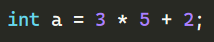 int a = 3 * 5 + 2;